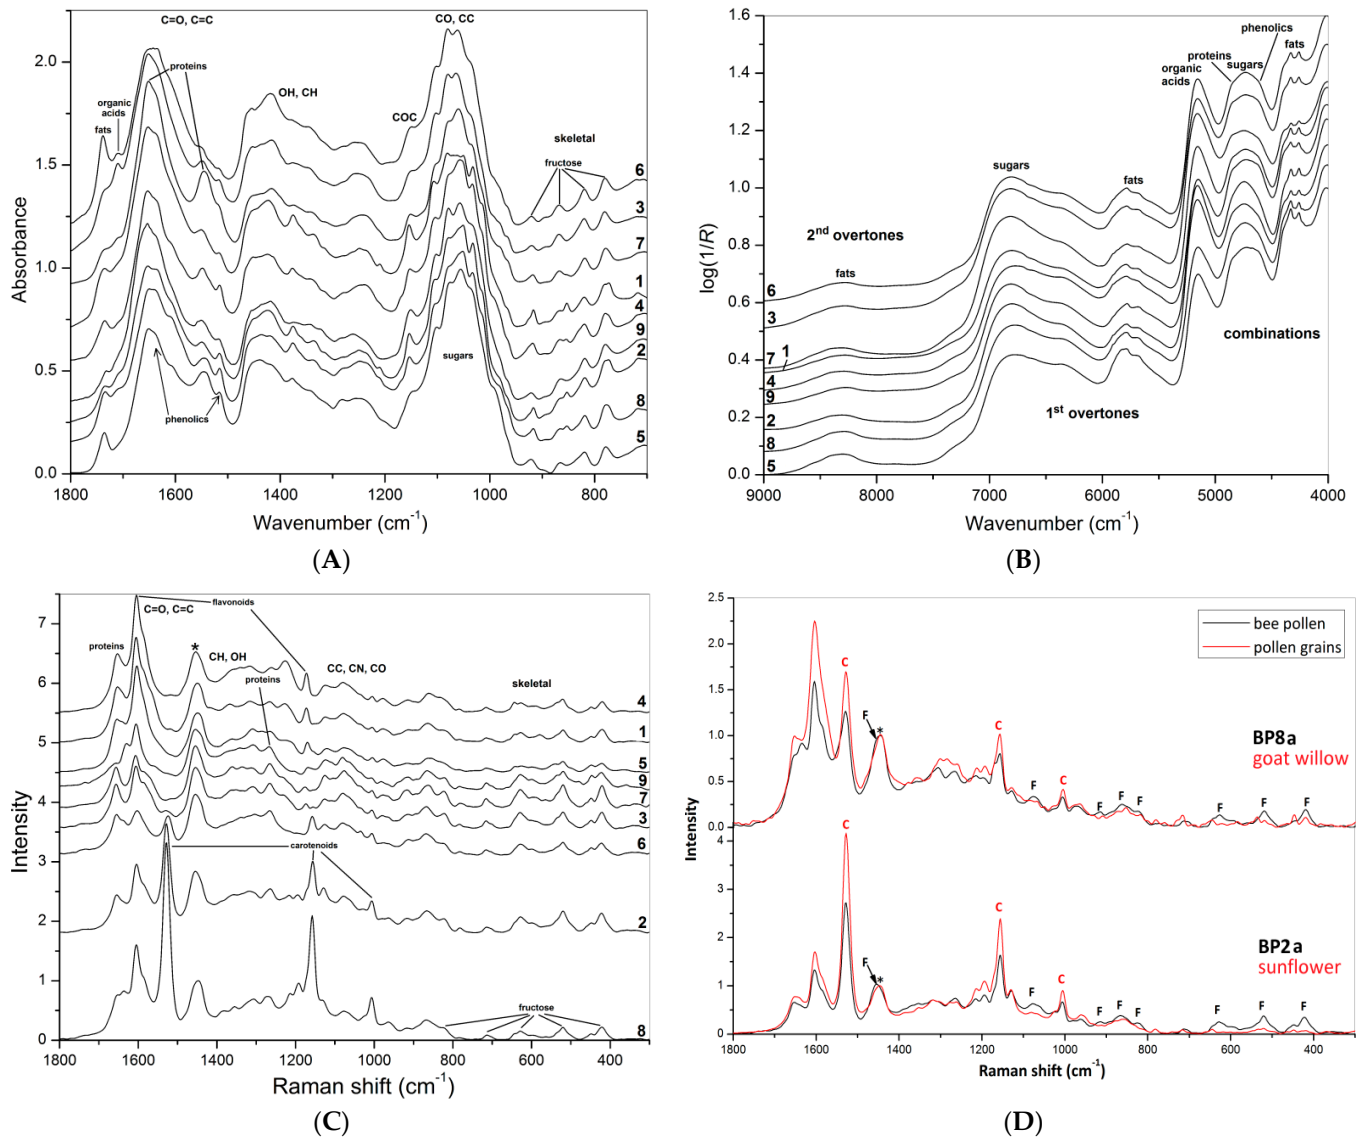 C=O, C=C
CO, CC
2.0
proteins
organic
acids
fats
OH, CH
COC
skeletal
fructose
1.5
6
3
7
1
4
9
2
8
5
1.0
0.5
0.0
sugars
phenolics
Absorbance
1800 1600 1400 1200 1000 800
Wavenumber (cm-1)
(A)
1.6
1.4
1.2
1.0
0.8
0.6
0.4
0.2
0.0
log(1/R)
phenolics
proteins
sugars
fats
organic
acids
sugars
fats
2nd overtones
fats
combinations
1st overtones
6
3
7 1
4
9
2
8
5
9000 8000 7000 6000 5000 4000
Wavenumber (cm-1)
(B)
7
6
5
4
3
2
1
0
Intensity
flavonoids
C=O, C=C
proteins
*
CH, OH
proteins
CC, CN, CO
skeletal
4
1
5
9
7
3
6
carotenoids
2
fructose
8
1800 1600 1400 1200 1000 800 600 400
Raman shift (cm-1)
(C)
2.5
2.0
1.5
1.0
0.5
0.0
bee pollen
pollen grains
C
F
*
C
F
C
F
F
F
F
F
F
BP8a
goat willow
4
3
2
1
0
C
F
*
C
F
C
F
F
F
F
F
F
BP2a
sunflower
Intensity
1800 1600 1400 1200 1000 800 600 400
Raman shift (cm-1)
(D)